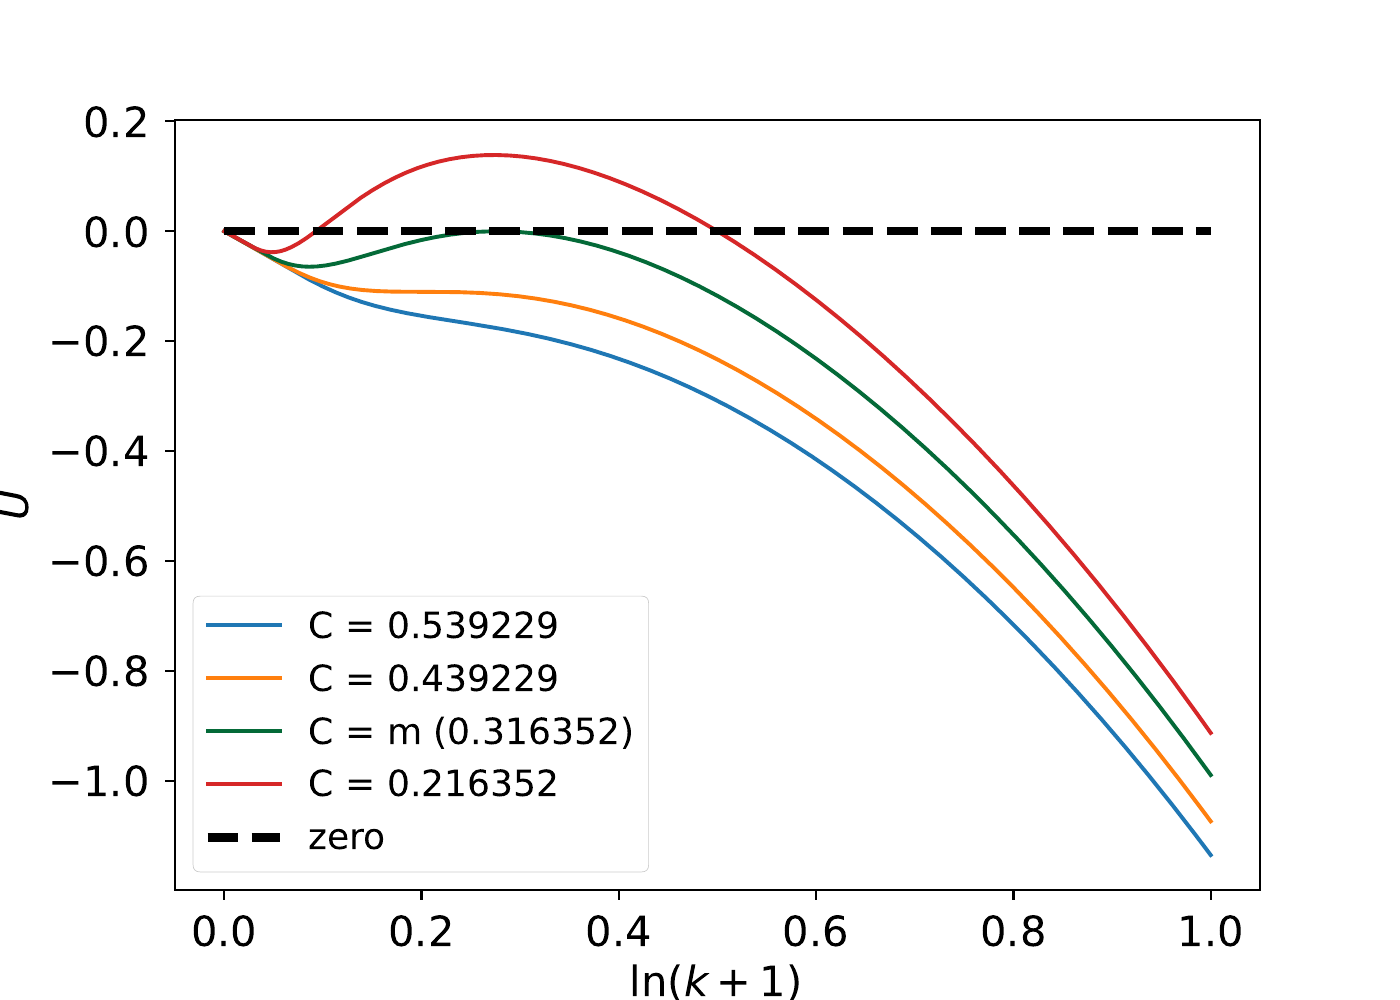 0.2
0.0
−0.2
−0.4
−0.6
−0.8
−1.0
U
C = 0.539229
C = 0.439229
C = m (0.316352)
C = 0.216352
zero
0.0 0.2 0.4 0.6 0.8 1.0
ln(k + 1)